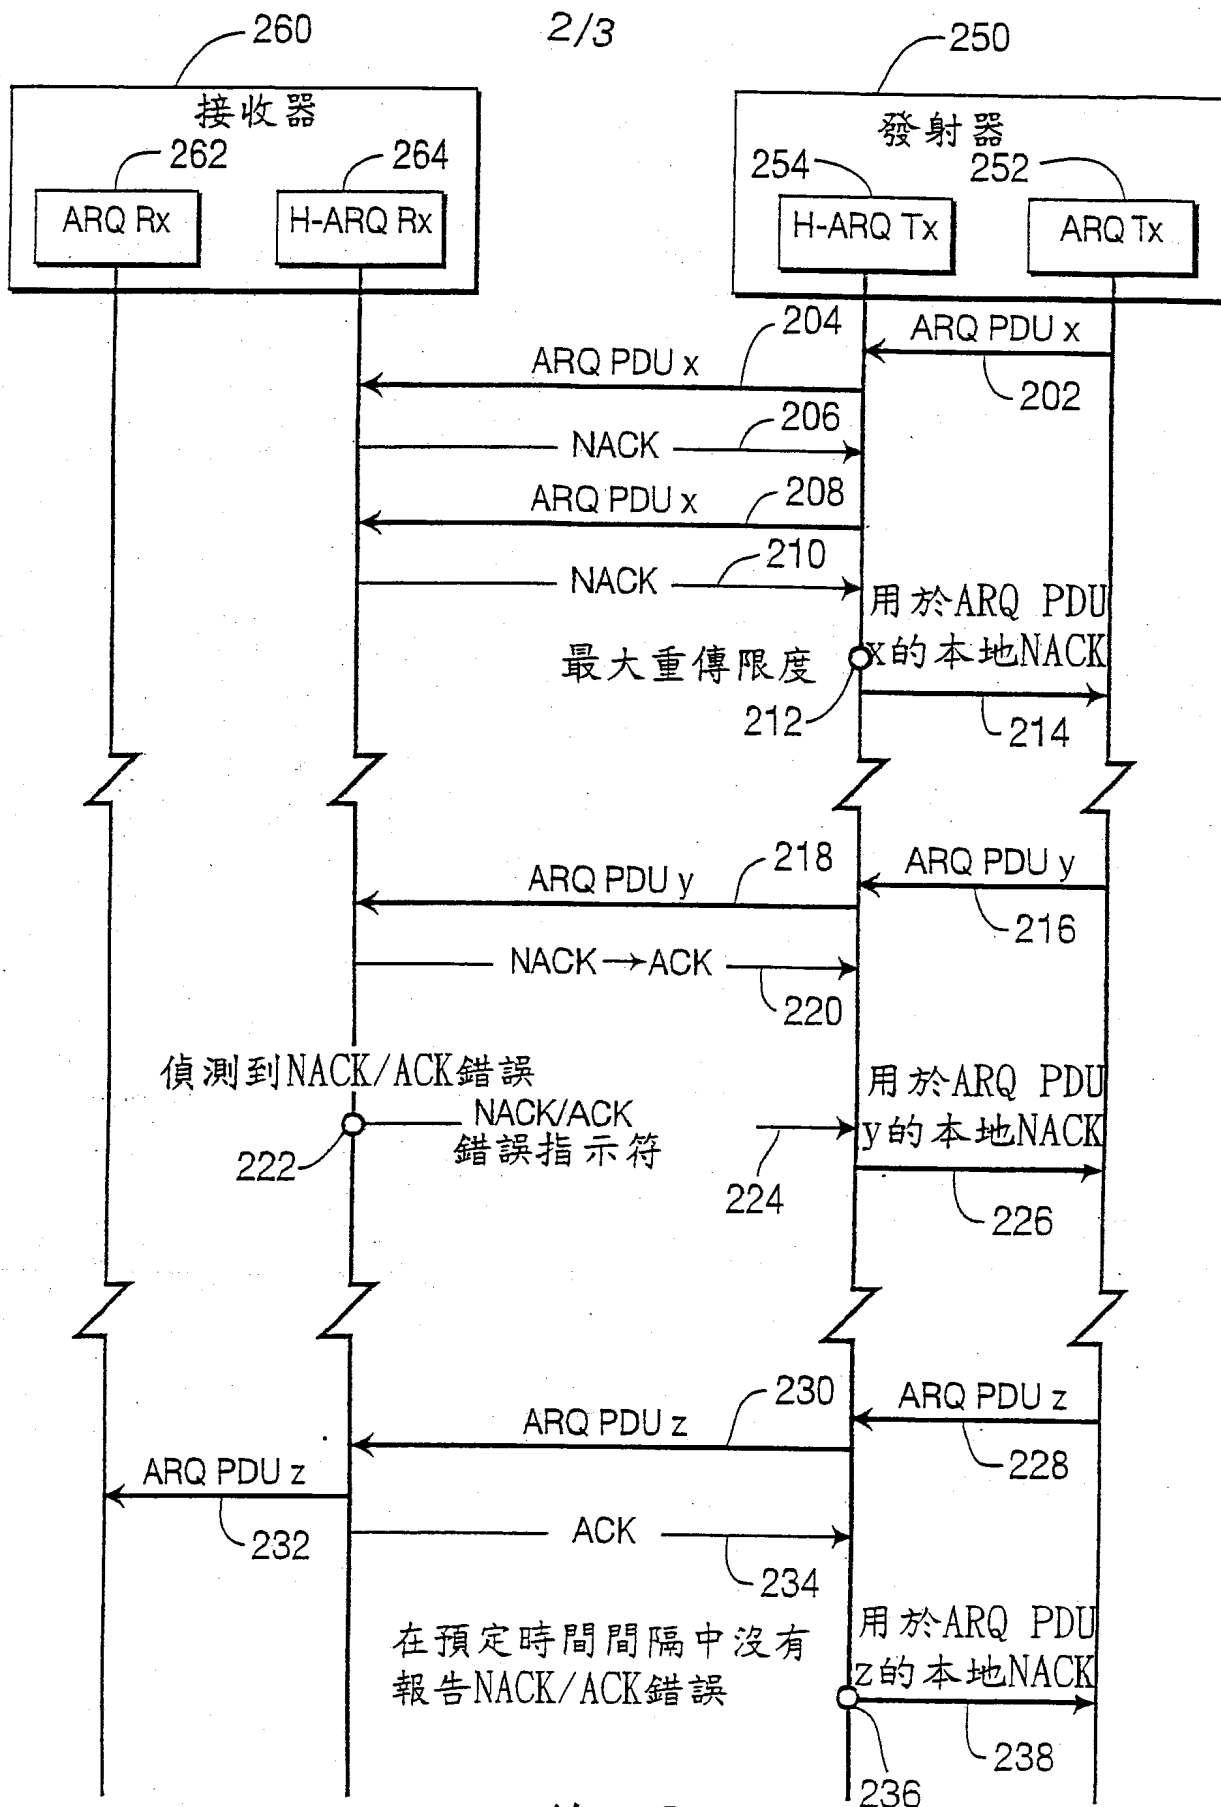 2/3
260
250
接收器
發射器
262
264
254
252
ARQ Rx
H-ARQ Rx
H-ARQ Tx
ARQ Tx
204
ARQ PDU x
ARQ PDU x
202
206
NACK
ARQ PDU x
208
210
NACK
用於ARQ PDU
x的本地NACK
最大重傳限度
212
214
218
ARQ PDU y
ARQ PDU y
216
NACK→ACK
220
偵測到NACK/ACK錯誤
用於ARQ PDU
y的本地NACK
NACK/ACK
錯誤指示符
222
224
226
230
ARQ PDU z
ARQ PDU z
228
ARQ PDU z
232
ACK
234
在預定時間間隔中沒有
報告NACK/ACK錯誤
用於ARQ PDU
z的本地NACK
238
236